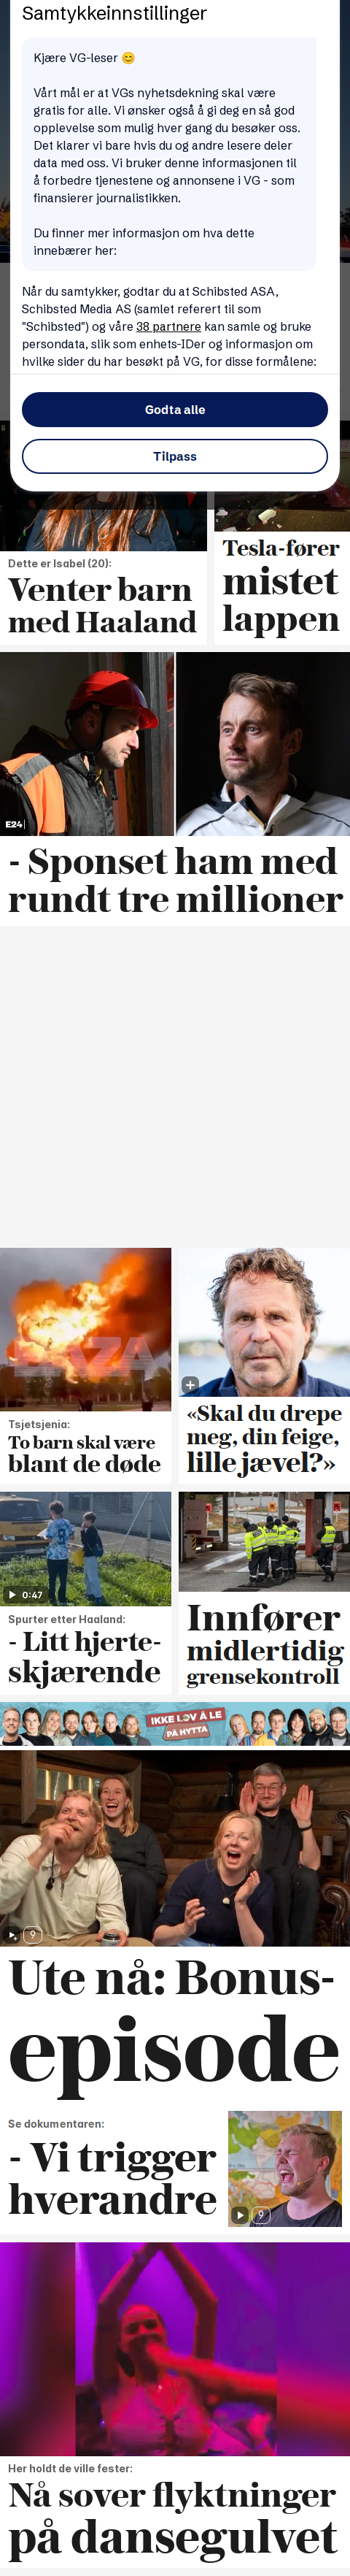 Samtykkeinnstillinger
Kjære VG-leser 😊
Vårt mål er at VGs nyhetsdekning skal være
gratis for alle. Vi ønsker også å gi deg en så god
opplevelse som mulig hver gang du besøker oss.
Det klarer vi bare hvis du og andre lesere deler
data med oss. Vi bruker denne informasjonen til
å forbedre tjenestene og annonsene i VG - som
finansierer journalistikken.
Du finner mer informasjon om hva dette
innebærer her:
Når du samtykker, godtar du at Schibsted ASA,
Schibsted Media AS (samlet referert til som
"Schibsted") og våre 38 partnere kan samle og bruke
persondata, slik som enhets-IDer og informasjon om
hvilke sider du har besøkt på VG, for disse formålene:
Godta alle
Tilpass
Dette er Isabel (20):
Venter barn
med Haaland
Tesla-fører
mistet
lappen
E24
- Sponset ham med
rundt tre millioner
BAZA
Tsjetsjenia:
To barn skal være
blant de døde
«Skal du drepe
meg, din feige,
lille jævel?»
0:47
Spurter etter Haaland:
- Litt hjerte-
skjærende
Innfører
midlertidig
grensekontroll
IKKE LOV Å LE
PÅ HYTTA
9
Ute nå: Bonus-
episode
Se dokumentaren:
- Vi trigger
hverandre
9
Her holdt de ville fester:
Nå sover flyktninger
på dansegulvet